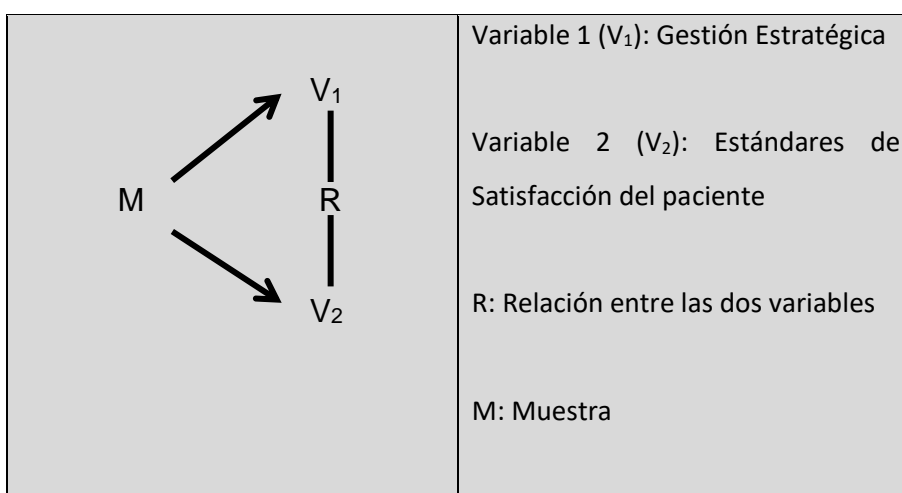 V₁
M
R
V₂
Variable 1 (V₁): Gestión Estratégica
Variable 2 (V₂): Estándares de
Satisfacción del paciente
R: Relación entre las dos variables
M: Muestra